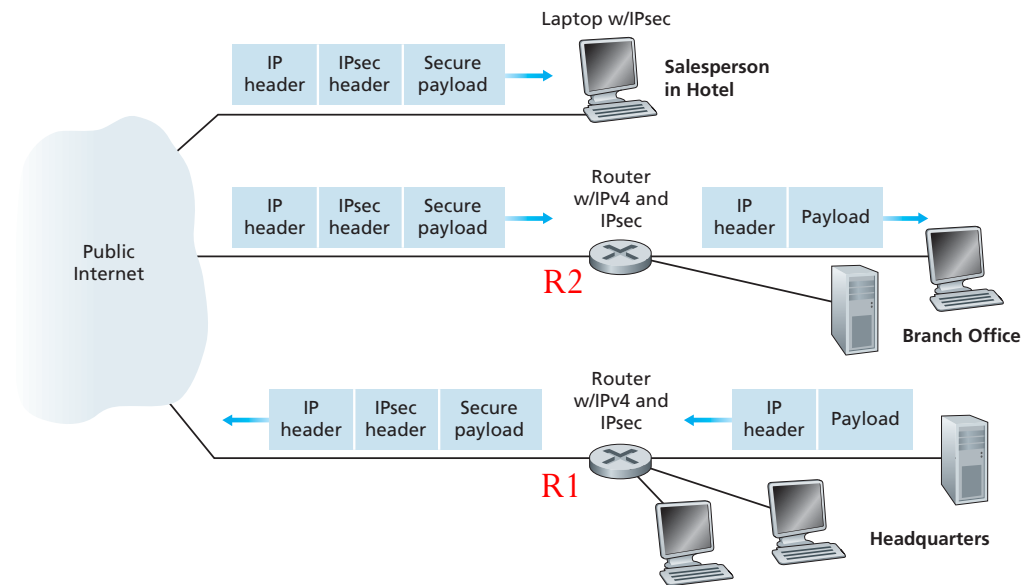 Laptop w/IPsec
IP
header
IPsec
header
Secure
payload
Salesperson
in Hotel
Router
w/IPv4 and
IPsec
IP
header
IPsec
header
Secure
payload
IP
header
Payload
Public
Internet
R2
Branch Office
Router
w/IPv4 and
IPsec
IP
header
IPsec
header
Secure
payload
IP
header
Payload
R1
Headquarters